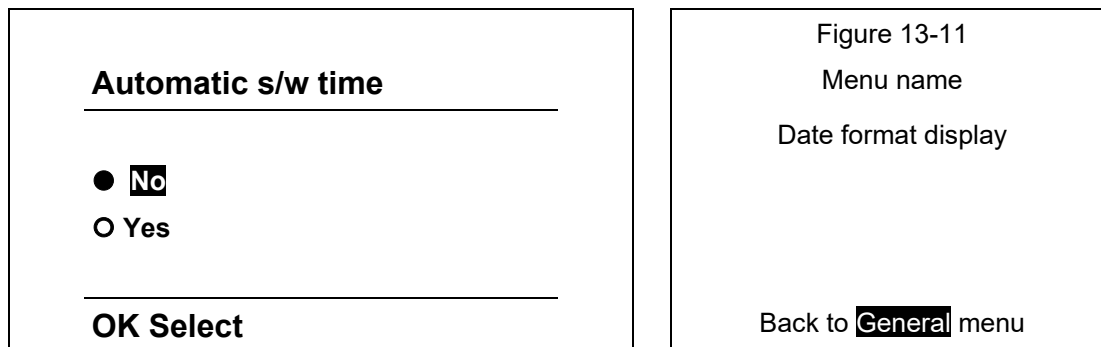 Automatic s/w time
No
Yes
OK Select
Figure 13-11
Menu name
Date format display
Back to General menu